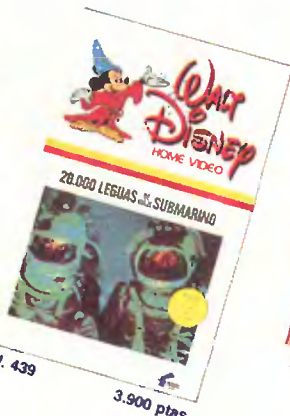 WALT
DISNEY
HOME VIDEO
20.000 LEGUAS SUBMARINO
. 439
3.900 ptas